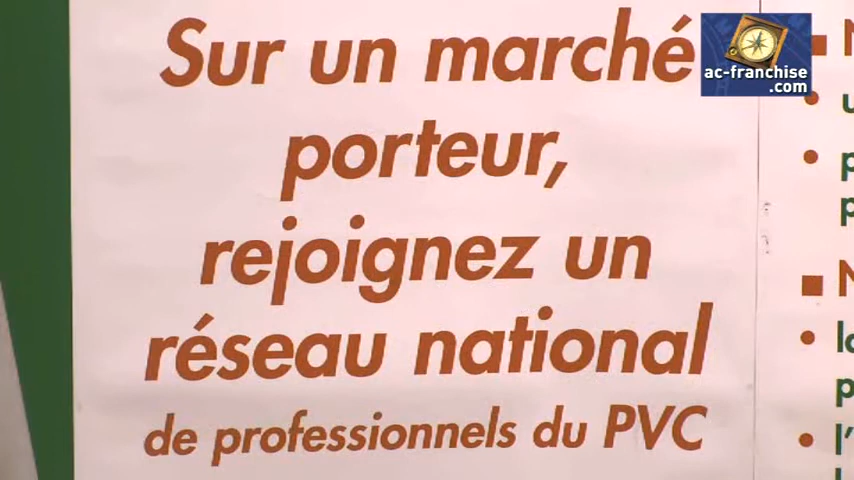 Sur un marché
porteur,
rejoignez un
réseau national
de professionnels du PVC
ac-franchise
.com